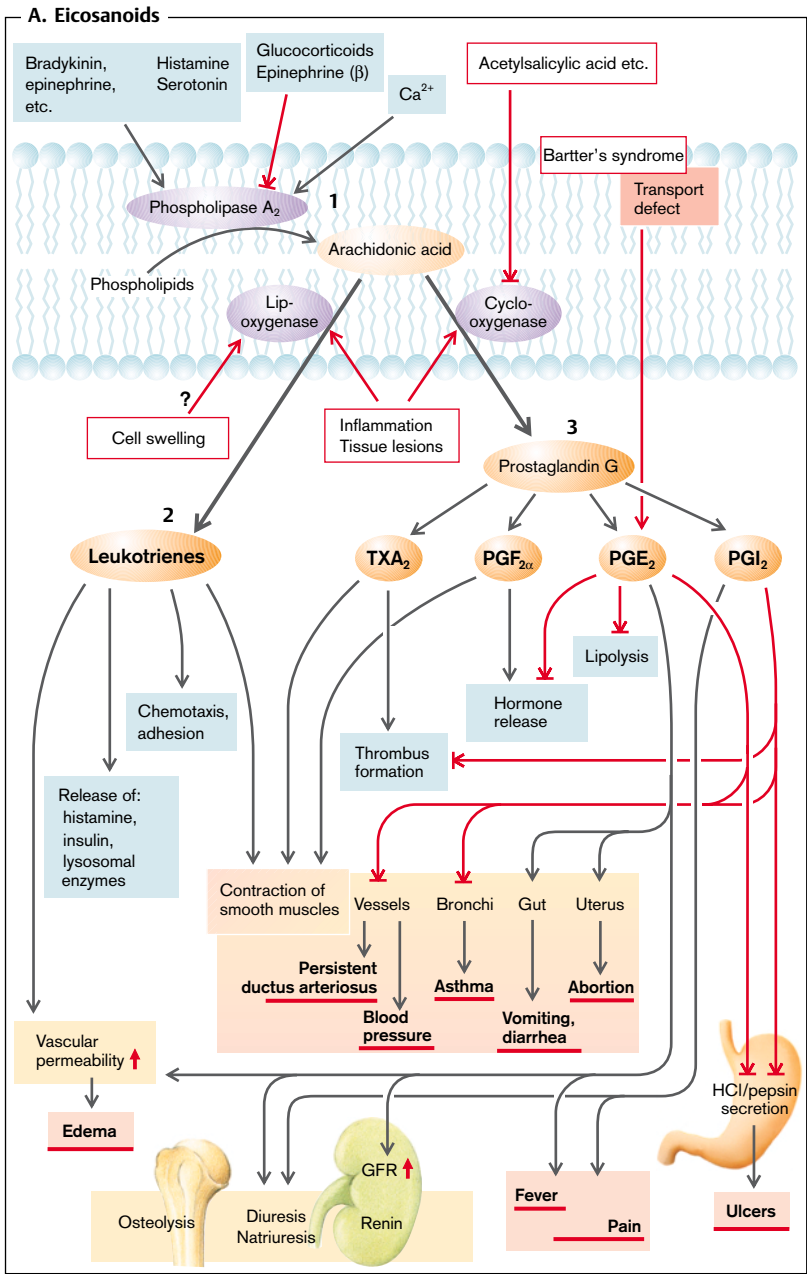 A. Eicosanoids
Bradykinin,
epinephrine,
etc.
Histamine
Serotonin
Glucocorticoids
Epinephrine (β)
Ca²⁺
Acetylsalicylic acid etc.
Bartter's syndrome
Transport
defect
Phospholipase A₂
1
Arachidonic acid
Phospholipids
Lip-
oxygenase
Cyclo-
oxygenase
?
Cell swelling
Inflammation
Tissue lesions
3
Prostaglandin G
2
Leukotrienes
TXA₂
PGF₂α
PGE₂
PGI₂
Lipolysis
Chemotaxis,
adhesion
Hormone
release
Thrombus
formation
Release of:
histamine,
insulin,
lysosomal
enzymes
Contraction of
smooth muscles
Vessels
Bronchi
Gut
Uterus
Persistent
ductus arteriosus
Blood
pressure
Asthma
Vomiting,
diarrhea
Abortion
Vascular
permeability
Edema
HCl/pepsin
secretion
Ulcers
Osteolysis
Diuresis
Natriuresis
GFR
Renin
Fever
Pain